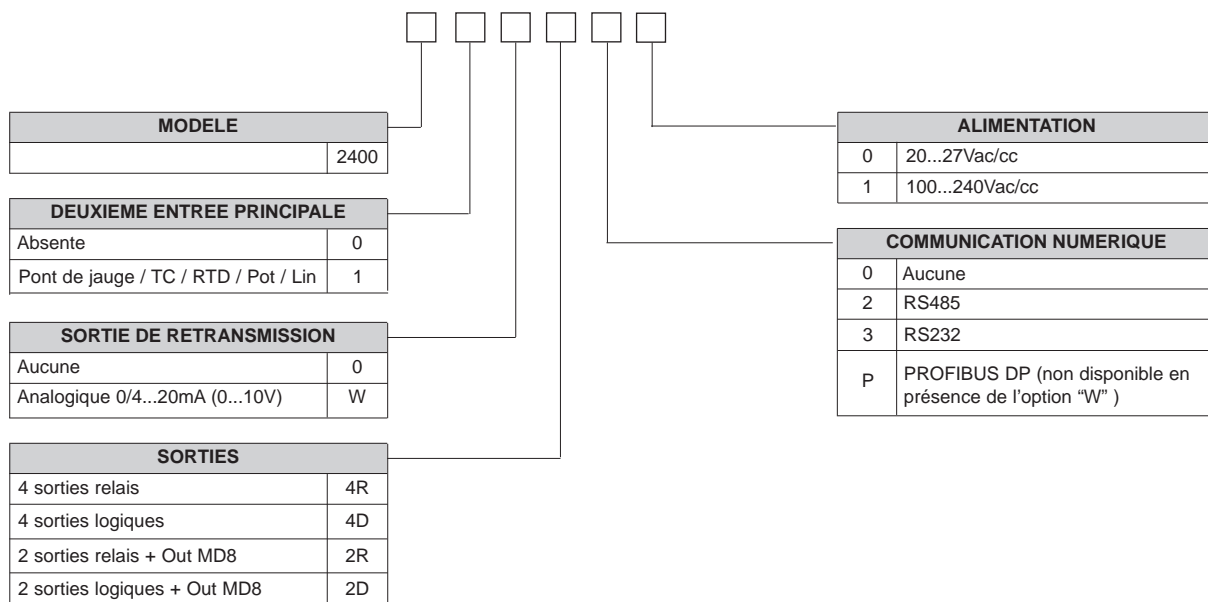 MODELE
2400
DEUXIEME ENTREE PRINCIPALE
Absente 0
Pont de jauge / TC / RTD / Pot / Lin 1
SORTIE DE RETRANSMISSION
Aucune 0
Analogique 0/4...20mA (0...10V) W
SORTIES
4 sorties relais 4R
4 sorties logiques 4D
2 sorties relais + Out MD8 2R
2 sorties logiques + Out MD8 2D
ALIMENTATION
0 20...27Vac/cc
1 100...240Vac/cc
COMMUNICATION NUMERIQUE
0 Aucune
2 RS485
3 RS232
P PROFIBUS DP (non disponible en
présence de l'option “W” )